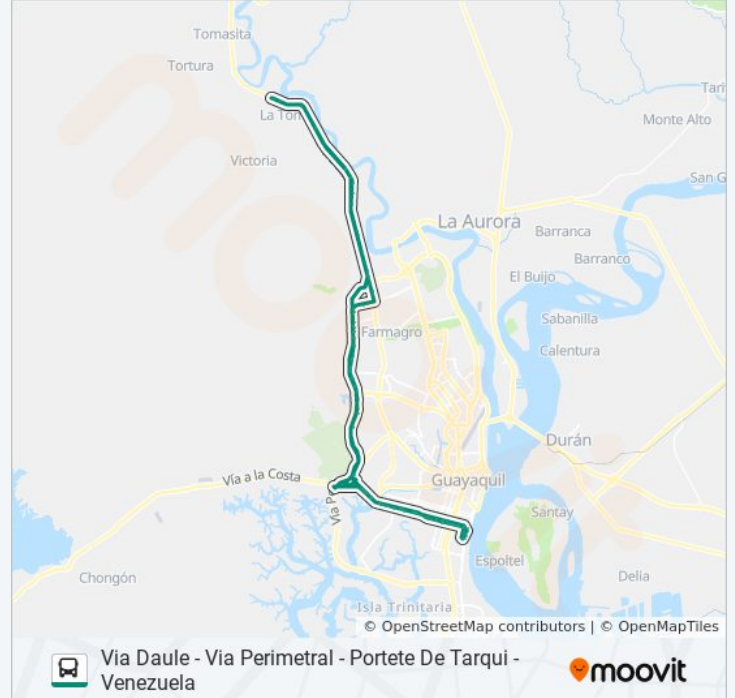 Tomasita
Tortura
La Tom
Tari
Monte Alto
Victoria
San G
La Aurora
Barranca
Barranco
El Buijo
Sabanilla
Farmagro
Calentura
Durán
Vía a la Costa
Guayaquil
Vía P
Santay
Espoltel
Chongón
Delia
Isla Trinitaria
© OpenStreetMap contributors | © OpenMapTiles
Via Daule - Via Perimetral - Portete De Tarqui -
Venezuela
moovit